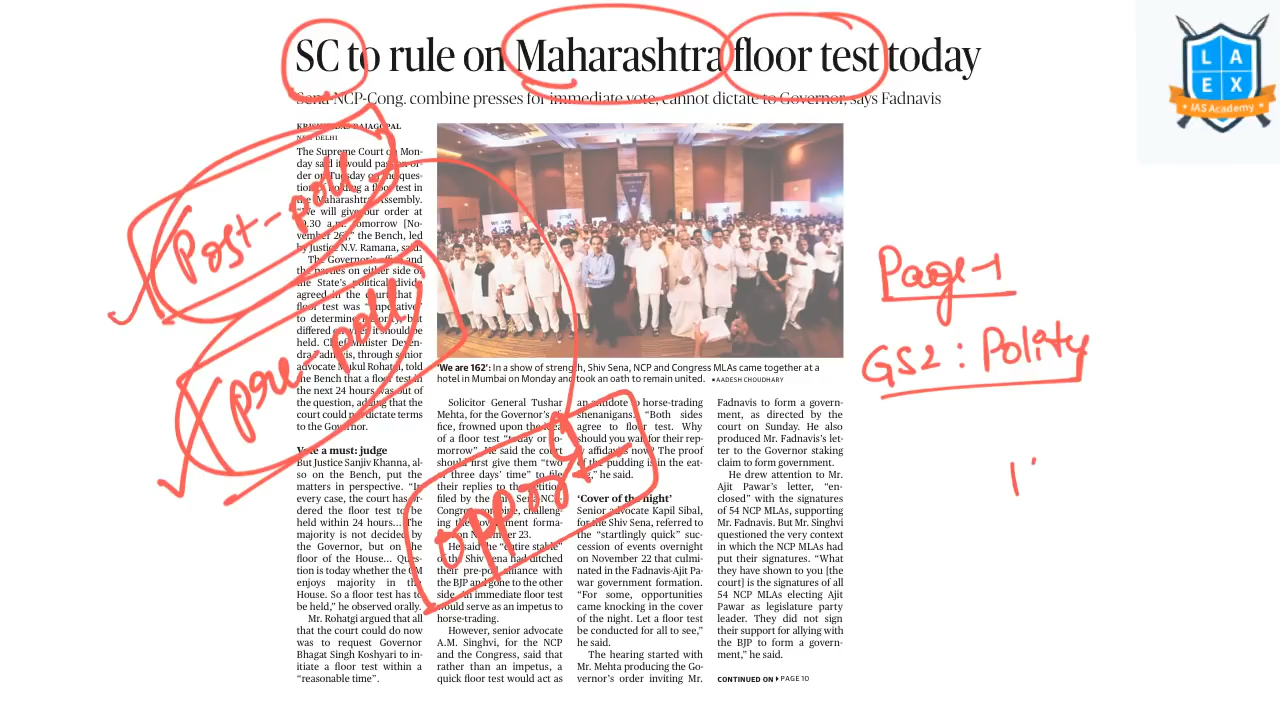 SC to rule on Maharashtra floor test today
Sena-NCP-Cong. combine presses for immediate vote, cannot dictate to Governor, says Fadnavis
L A
E X
IAS Academy
NEW DELHI
The Supreme Court on Mon-
day said it would pass an or-
der on Tuesday on the ques-
tion of holding a floor test in
the Maharashtra Assembly.
"We will give our order at
10.30 a.m. tomorrow [No-
vember 26]," the Bench, led
by Justice N.V. Ramana, said.
The Governor's office and
the parties on either side of
the State's political divide
agreed in the court that a
floor test was "imperative"
to determine majority, but
differed on when it should be
held. Chief Minister Deven-
dra Fadnavis, through senior
advocate Mukul Rohatgi, told
the Bench that a floor test in
the next 24 hours was out of
the question, adding that the
court could not dictate terms
to the Governor.
Vote a must: judge
But Justice Sanjiv Khanna, al-
so on the Bench, put the
matters in perspective. "In
every case, the court has or-
dered the floor test to be
held within 24 hours... The
majority is not decided by
the Governor, but on the
floor of the House... Ques-
tion is today whether the CM
enjoys majority in the
House. So a floor test has to
be held," he observed orally.
Mr. Rohatgi argued that all
that the court could do now
was to request Governor
Bhagat Singh Koshyari to in-
itiate a floor test within a
"reasonable time".
WE ARE
162
'We are 162': In a show of strength, Shiv Sena, NCP and Congress MLAs came together at a
hotel in Mumbai on Monday and took an oath to remain united. ▪ AADESH CHOUDHARY
Solicitor General Tushar
Mehta, for the Governor's of-
fice, frowned upon the idea
of a floor test "today or to-
morrow". He said the court
should first give them "two
or three days' time" to file
their replies to the petition
filed by the Shiv Sena-NCP-
Congress combine, challeng-
ing the government forma-
tion on November 23.
He said the "entire stable"
of the Shiv Sena had ditched
their pre-poll alliance with
the BJP and gone to the other
side. An immediate floor test
would serve as an impetus to
horse-trading.
However, senior advocate
A.M. Singhvi, for the NCP
and the Congress, said that
rather than an impetus, a
quick floor test would act as
an antidote to horse-trading
shenanigans. "Both sides
agree to floor test. Why
should you wait for their rep-
ly affidavits now? The proof
of the pudding is in the eat-
ing," he said.
'Cover of the night'
Senior advocate Kapil Sibal,
for the Shiv Sena, referred to
the "startlingly quick" suc-
cession of events overnight
on November 22 that culmi-
nated in the Fadnavis-Ajit Pa-
war government formation.
"For some, opportunities
came knocking in the cover
of the night. Let a floor test
be conducted for all to see,"
he said.
The hearing started with
Mr. Mehta producing the Go-
vernor's order inviting Mr.
Fadnavis to form a govern-
ment, as directed by the
court on Sunday. He also
produced Mr. Fadnavis's let-
ter to the Governor staking
claim to form government.
He drew attention to Mr.
Ajit Pawar's letter, "en-
closed" with the signatures
of 54 NCP MLAs, supporting
Mr. Fadnavis. But Mr. Singhvi
questioned the very context
in which the NCP MLAs had
put their signatures. "What
they have shown to you [the
court] is the signatures of all
54 NCP MLAs electing Ajit
Pawar as legislature party
leader. They did not sign
their support for allying with
the BJP to form a govern-
ment," he said.
CONTINUED ON ▸ PAGE 10
Post-poll
pre-poll
Page-1
GS2 : Polity